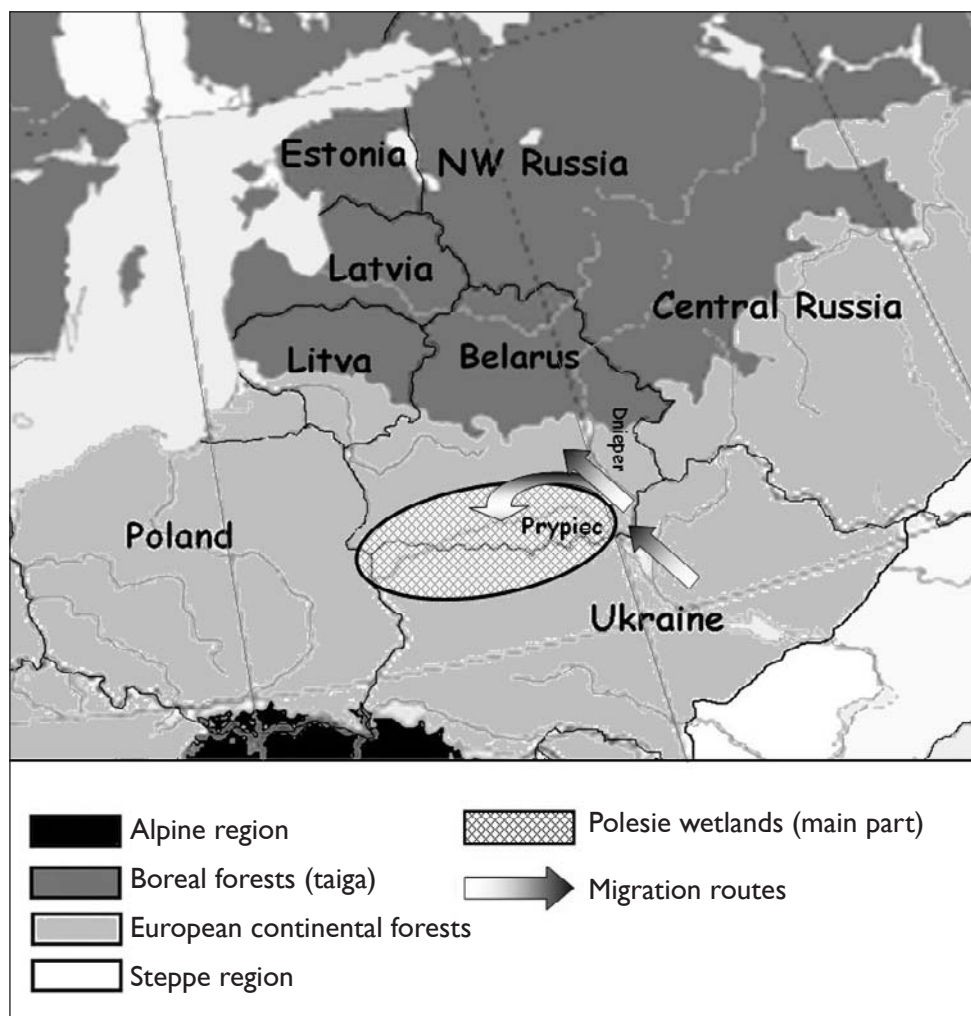 Estonia
NW Russia
Latvia
Central Russia
Litva
Belarus
Dnieper
Poland
Prypiec
Ukraine
Alpine region
Boreal forests (taiga)
European continental forests
Steppe region
Polesie wetlands (main part)
Migration routes